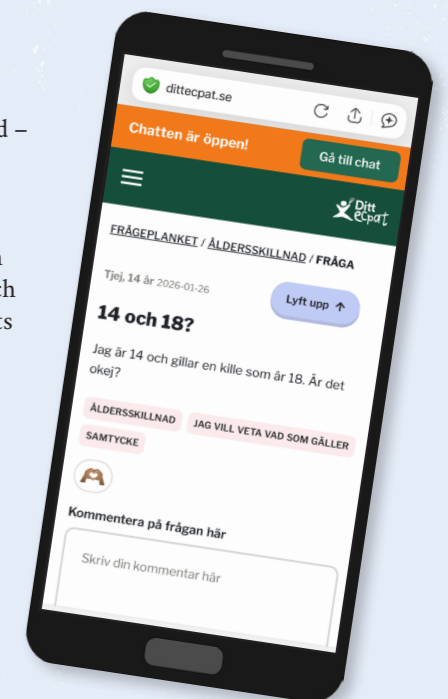 dittecpat.se
Chatten är öppen!
Gå till chat
Ditt
ecpat
FRÅGEPLANKET / ÅLDERSSKILLNAD / FRÅGA
Tjej, 14 år 2026-01-26
Lyft upp ↑
14 och 18?
Jag är 14 och gillar en kille som är 18. Är det
okej?
ÅLDERSSKILLNAD
JAG VILL VETA VAD SOM GÄLLER
SAMTYCKE
Kommentera på frågan här
Skriv din kommentar här